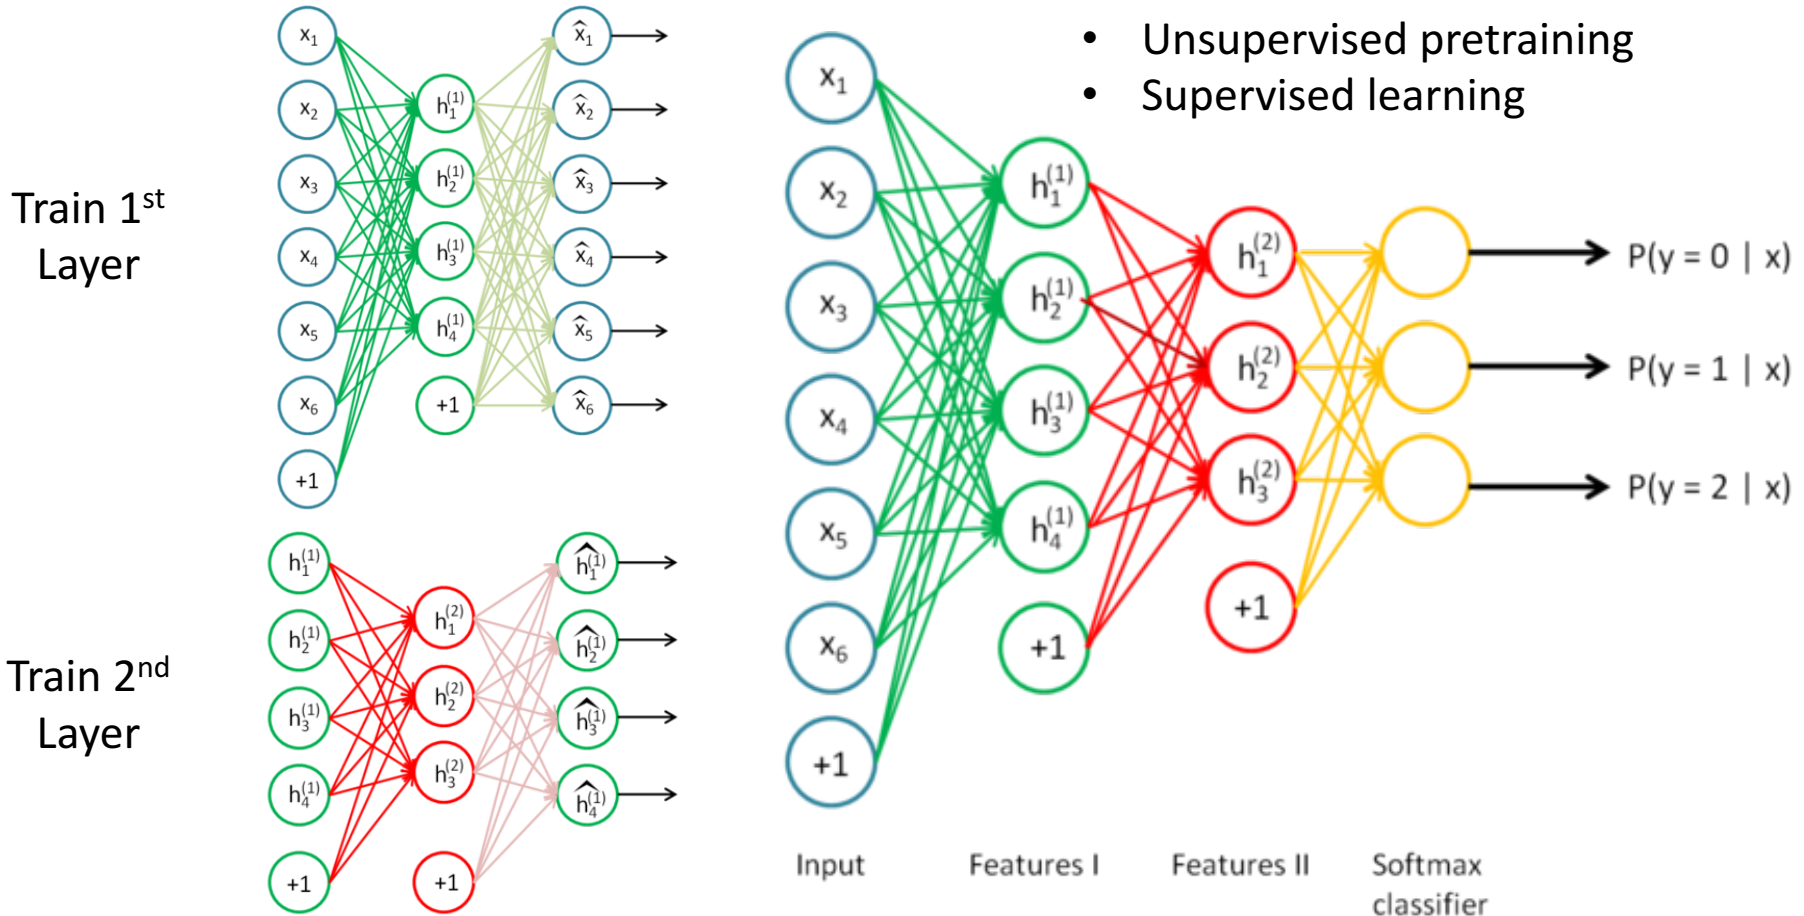 • Unsupervised pretraining
• Supervised learning
Train 1st
Layer
x1
x2
x3
x4
x5
x6
+1
h1(1)
h2(1)
h3(1)
h4(1)
+1
x̂1
x̂2
x̂3
x̂4
x̂5
x̂6
Train 2nd
Layer
h1(1)
h2(1)
h3(1)
h4(1)
+1
h1(2)
h2(2)
h3(2)
+1
ĥ1(1)
ĥ2(1)
ĥ3(1)
ĥ4(1)
x1
x2
x3
x4
x5
x6
+1
h1(1)
h2(1)
h3(1)
h4(1)
+1
h1(2)
h2(2)
h3(2)
+1
P(y = 0 | x)
P(y = 1 | x)
P(y = 2 | x)
Input
Features I
Features II
Softmax
classifier